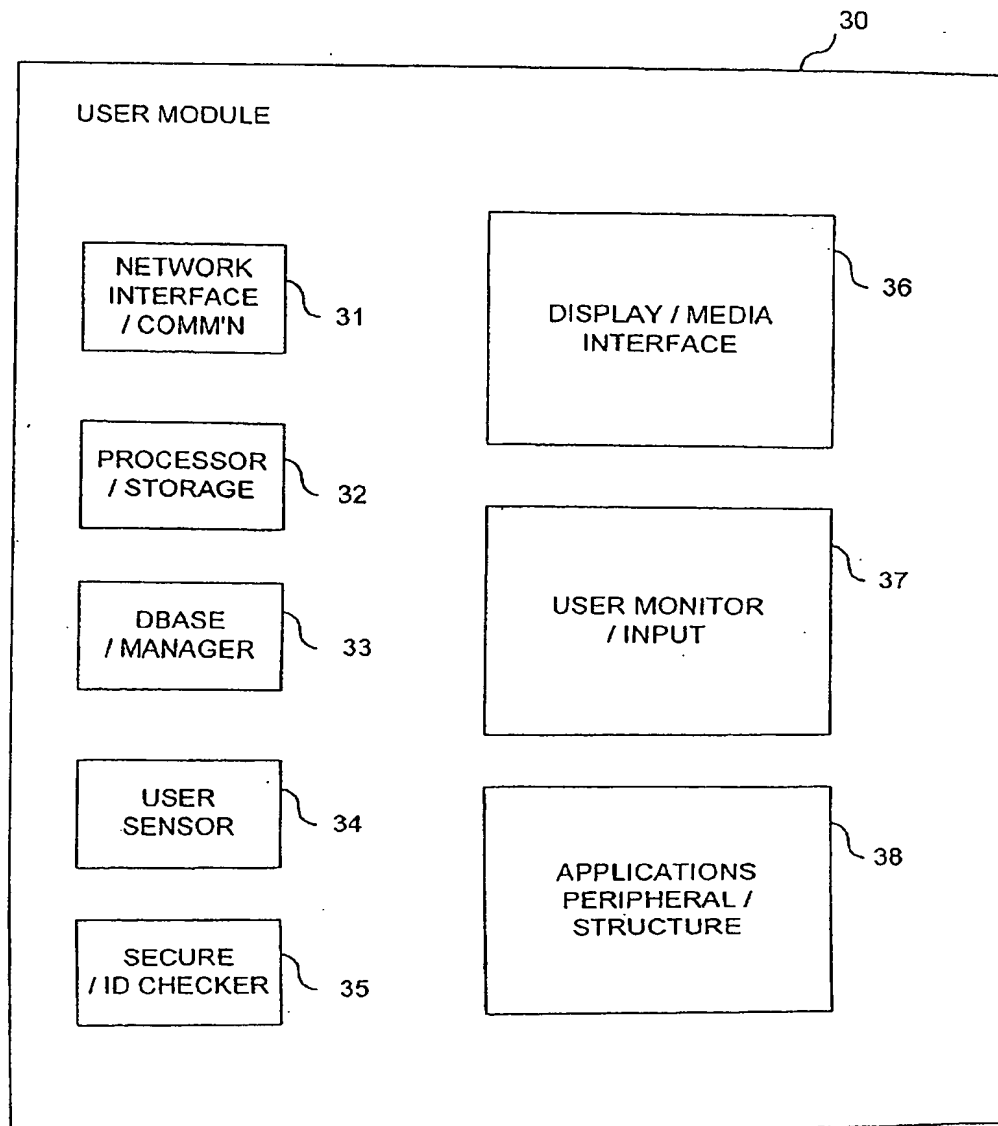 30
USER MODULE
NETWORK
INTERFACE
/ COMM'N
31
PROCESSOR
/ STORAGE
32
DBASE
/ MANAGER
33
USER
SENSOR
34
SECURE
/ ID CHECKER
35
DISPLAY / MEDIA
INTERFACE
36
USER MONITOR
/ INPUT
37
APPLICATIONS
PERIPHERAL /
STRUCTURE
38